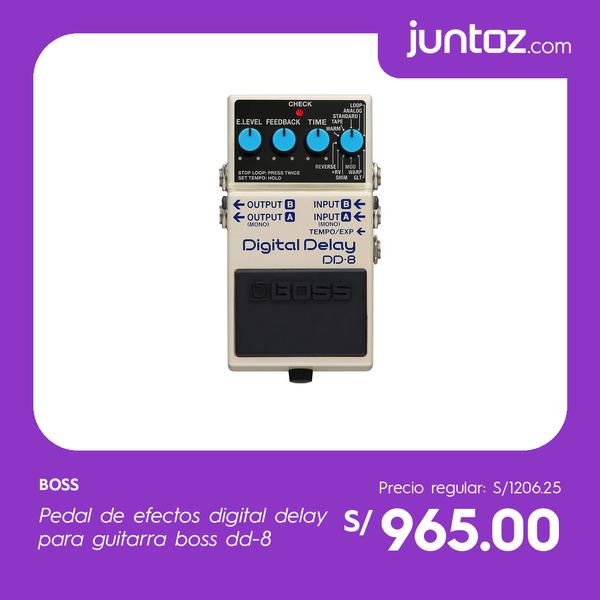 juntoz.com
CHECK
E.LEVEL FEEDBACK TIME
LOOP
ANALOG
STANDARD
TAPE
WARM
REVERSE
+RV
SHIM
MOD
WARP
GLT
STOP LOOP: PRESS TWICE
SET TEMPO: HOLD
OUTPUT B INPUT B
OUTPUT A INPUT A
(MONO) (MONO)
TEMPO/EXP
Digital Delay
DD-8
BOSS
BOSS
Precio regular: S/1206.25
Pedal de efectos digital delay
para guitarra boss dd-8
S/ 965.00